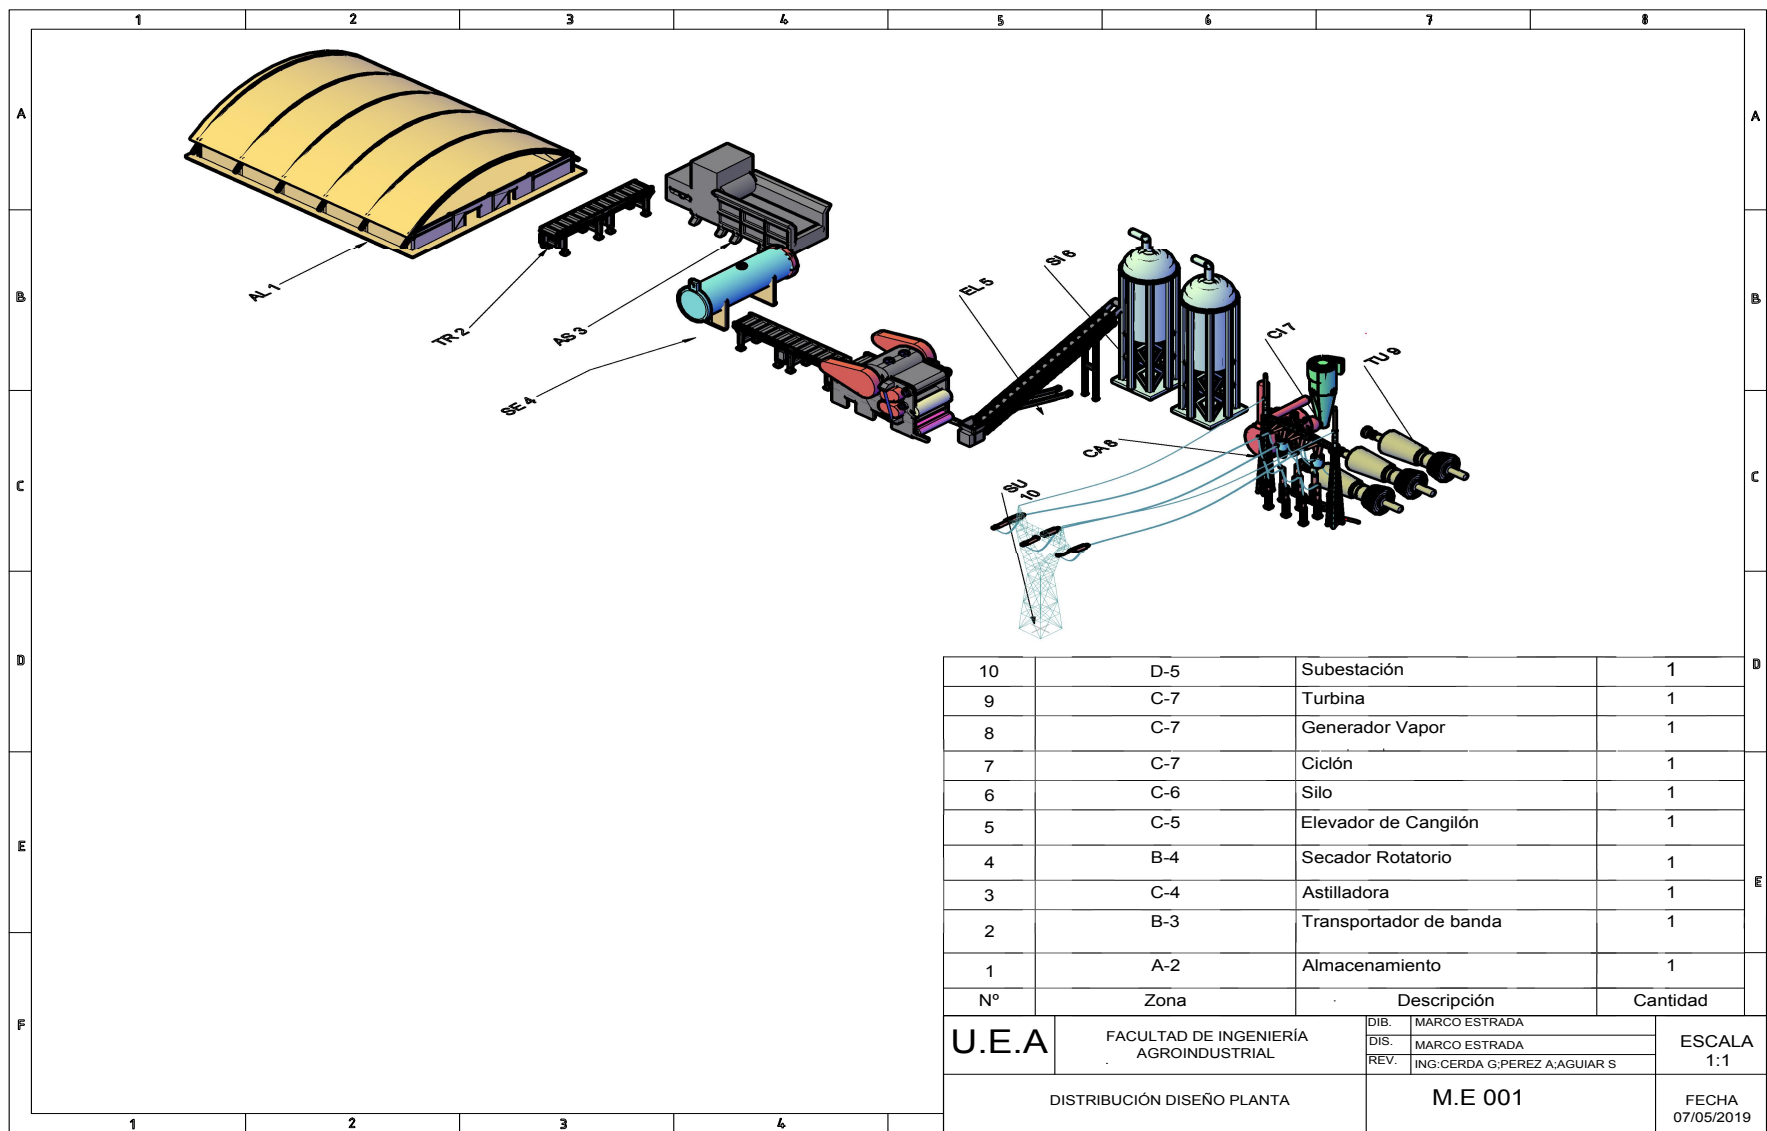 1 2 3 4 5 6 7 8
A A
B B
C C
D D
E E
F
AL 1
TR 2
AS 3
SE 4
EL 5
SI 6
CI 7
TU 9
CA 8
SU
10
10 D-5 Subestación 1
9 C-7 Turbina 1
8 C-7 Generador Vapor 1
7 C-7 Ciclón 1
6 C-6 Silo 1
5 C-5 Elevador de Cangilón 1
4 B-4 Secador Rotatorio 1
3 C-4 Astilladora 1
2 B-3 Transportador de banda 1
1 A-2 Almacenamiento 1
Nº Zona Descripción Cantidad
U.E.A
FACULTAD DE INGENIERÍA
AGROINDUSTRIAL
DIB. MARCO ESTRADA
DIS. MARCO ESTRADA
REV. ING:CERDA G;PEREZ A;AGUIAR S
ESCALA
1:1
DISTRIBUCIÓN DISEÑO PLANTA
M.E 001
FECHA
07/05/2019
1 2 3 4